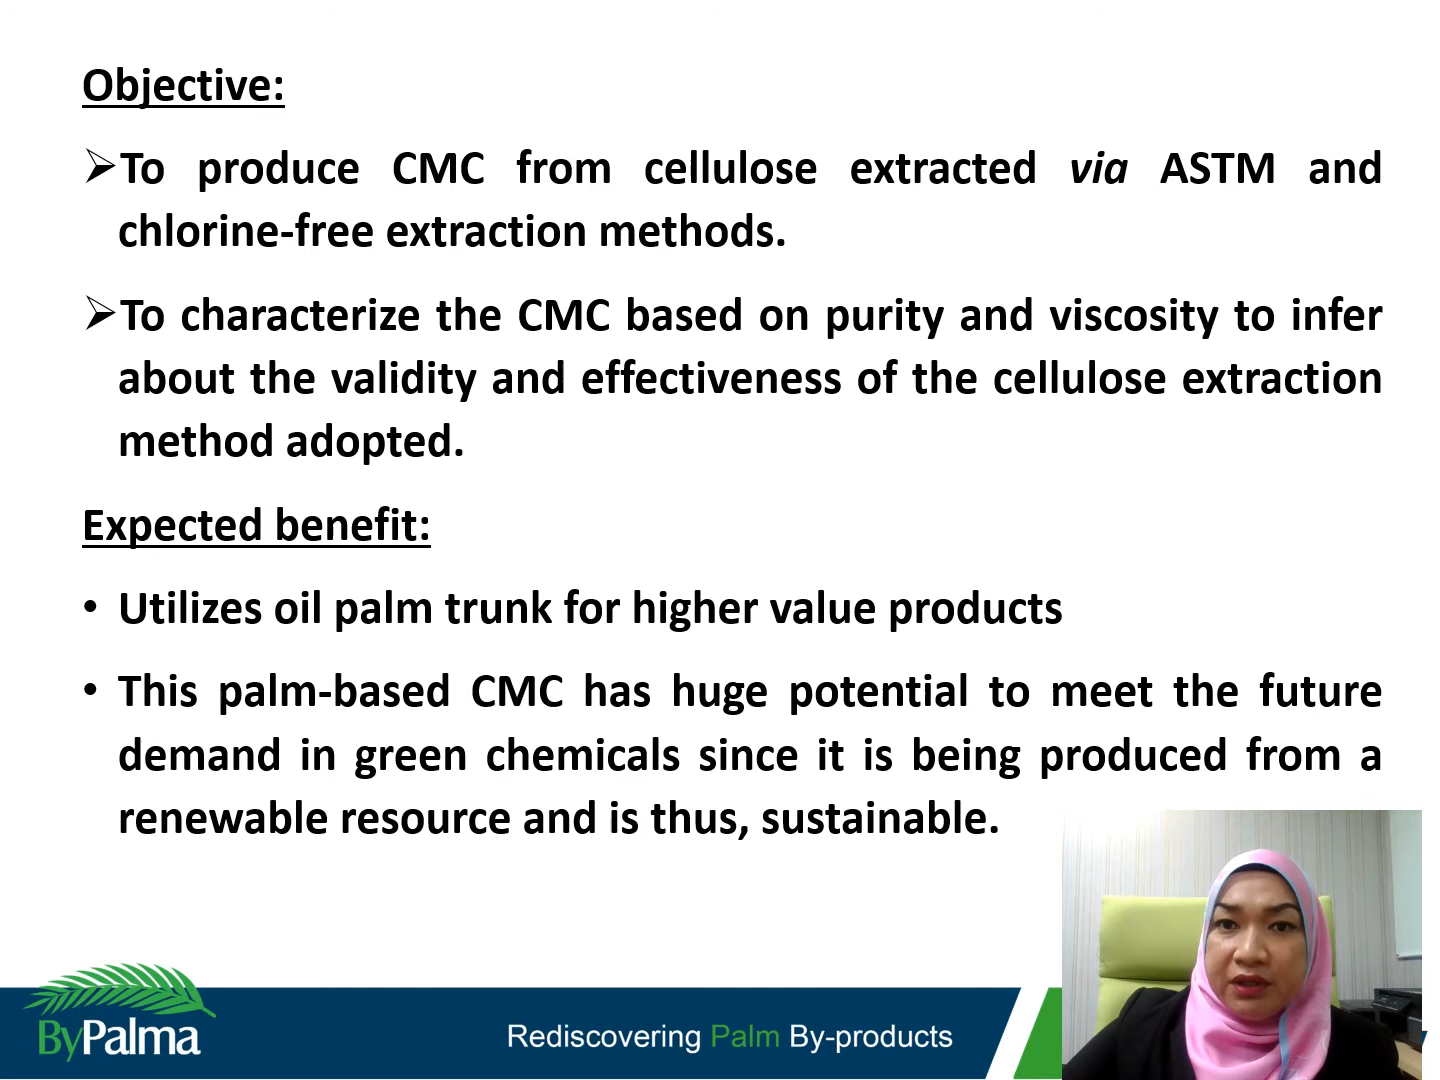 Objective:
➢To produce CMC from cellulose extracted via ASTM and
chlorine-free extraction methods.
➢To characterize the CMC based on purity and viscosity to infer
about the validity and effectiveness of the cellulose extraction
method adopted.
Expected benefit:
• Utilizes oil palm trunk for higher value products
• This palm-based CMC has huge potential to meet the future
demand in green chemicals since it is being produced from a
renewable resource and is thus, sustainable.
ByPalma
Rediscovering Palm By-products